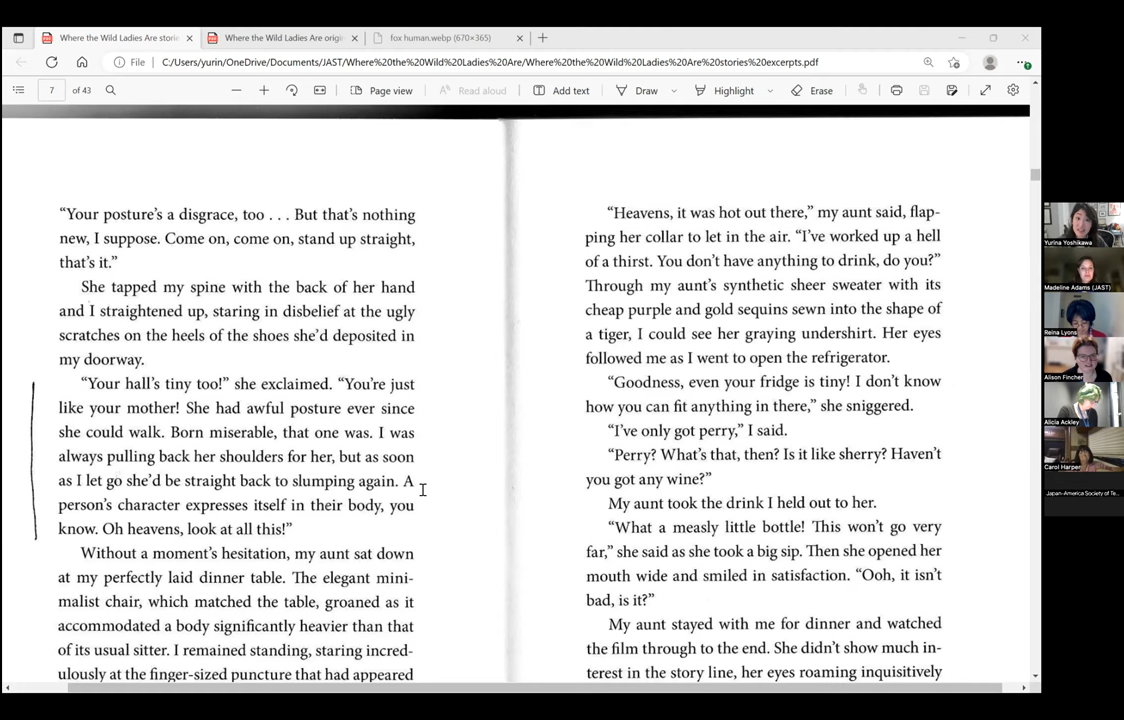 Where the Wild Ladies Are storie
Where the Wild Ladies Are origin
fox human.webp (670×365)
File
C:/Users/yurin/OneDrive/Documents/JAST/Where%20the%20Wild%20Ladies%20Are/Where%20the%20Wild%20Ladies%20Are%20stories%20excerpts.pdf
7 of 43
Page view
Read aloud
Add text
Draw
Highlight
Erase
“Your posture’s a disgrace, too . . . But that’s nothing
new, I suppose. Come on, come on, stand up straight,
that’s it.”
She tapped my spine with the back of her hand
and I straightened up, staring in disbelief at the ugly
scratches on the heels of the shoes she’d deposited in
my doorway.
“Your hall’s tiny too!” she exclaimed. “You’re just
like your mother! She had awful posture ever since
she could walk. Born miserable, that one was. I was
always pulling back her shoulders for her, but as soon
as I let go she’d be straight back to slumping again. A
person’s character expresses itself in their body, you
know. Oh heavens, look at all this!”
Without a moment’s hesitation, my aunt sat down
at my perfectly laid dinner table. The elegant mini-
malist chair, which matched the table, groaned as it
accommodated a body significantly heavier than that
of its usual sitter. I remained standing, staring incred-
ulously at the finger-sized puncture that had appeared
“Heavens, it was hot out there,” my aunt said, flap-
ping her collar to let in the air. “I’ve worked up a hell
of a thirst. You don’t have anything to drink, do you?”
Through my aunt’s synthetic sheer sweater with its
cheap purple and gold sequins sewn into the shape of
a tiger, I could see her graying undershirt. Her eyes
followed me as I went to open the refrigerator.
“Goodness, even your fridge is tiny! I don’t know
how you can fit anything in there,” she sniggered.
“I’ve only got perry,” I said.
“Perry? What’s that, then? Is it like sherry? Haven’t
you got any wine?”
My aunt took the drink I held out to her.
“What a measly little bottle! This won’t go very
far,” she said as she took a big sip. Then she opened her
mouth wide and smiled in satisfaction. “Ooh, it isn’t
bad, is it?”
My aunt stayed with me for dinner and watched
the film through to the end. She didn’t show much in-
terest in the story line, her eyes roaming inquisitively
Yurina Yoshikawa
Madeline Adams (JAST)
Reina Lyons
Alison Fincher
Alicia Ackley
Carol Harper
Japan-America Society of Te...